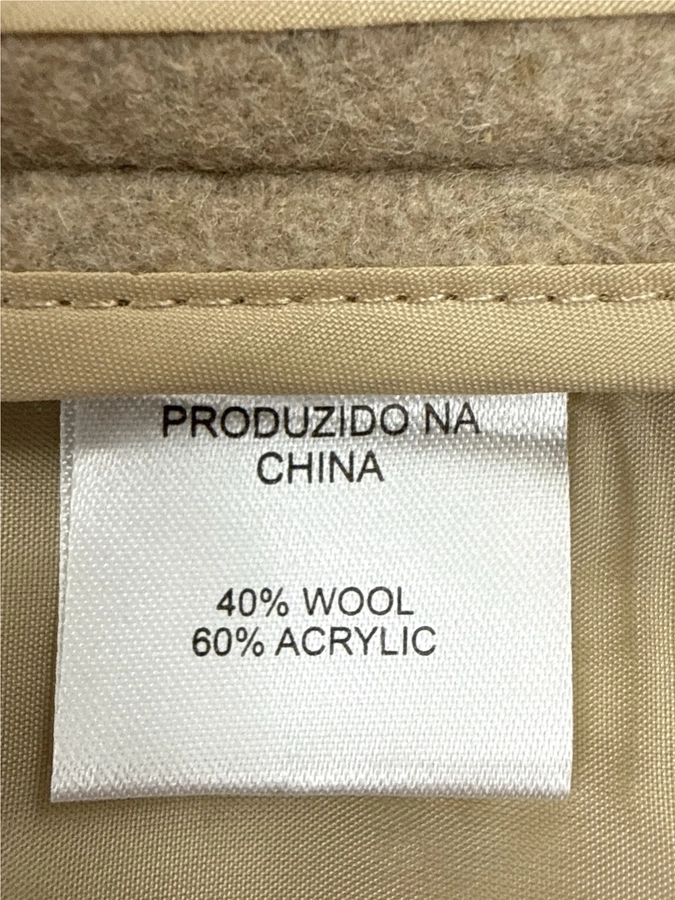 PRODUZIDO NA
CHINA
40% WOOL
60% ACRYLIC